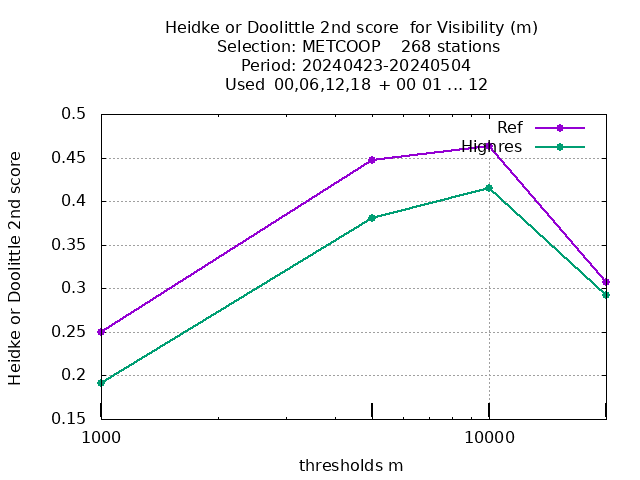 Heidke or Doolittle 2nd score  for Visibility (m)
Selection: METCOOP    268 stations
Period: 20240423-20240504
Used  00,06,12,18  + 00 01 ... 12
Heidke or Doolittle 2nd score
0.5
0.45
0.4
0.35
0.3
0.25
0.2
0.15
Ref
Highres
1000
10000
thresholds m